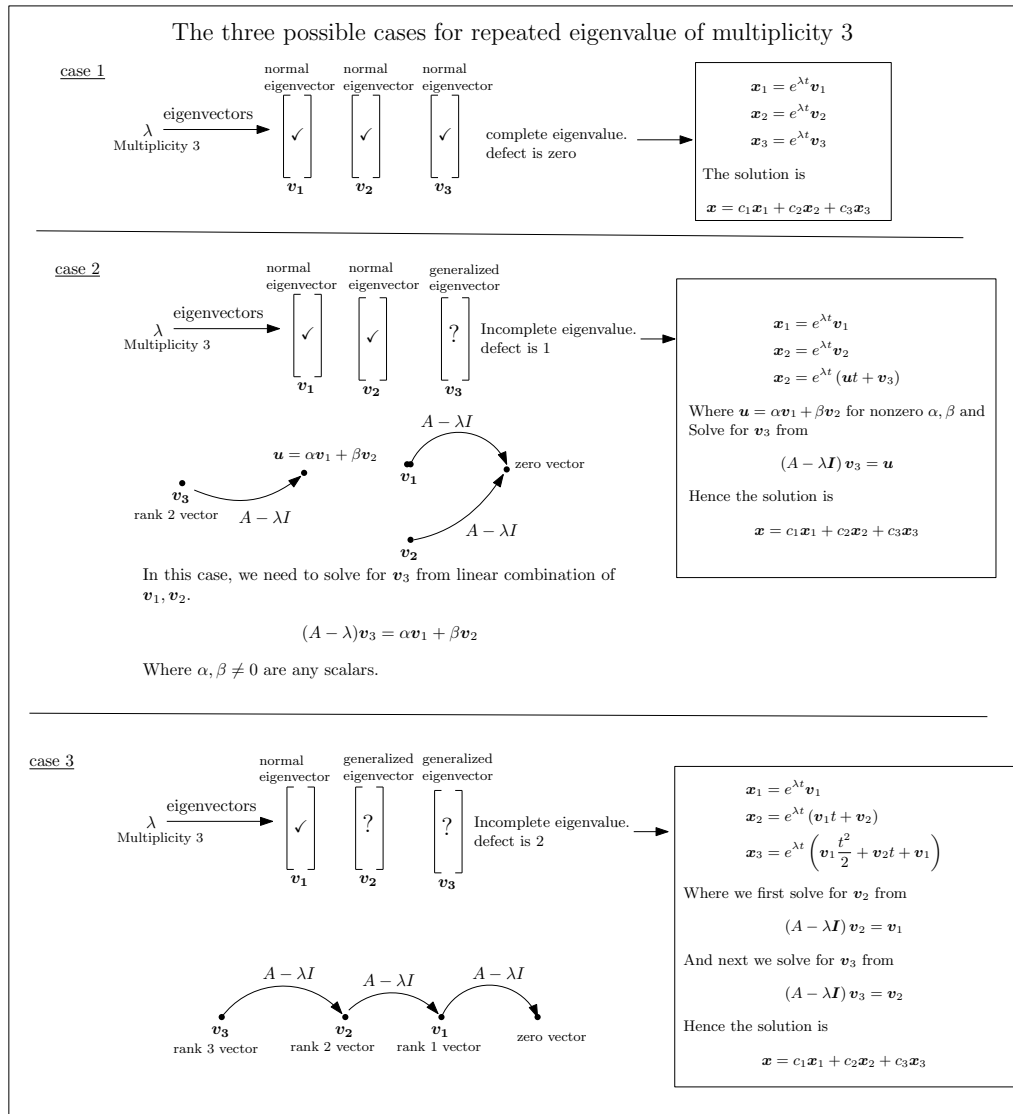 The three possible cases for repeated eigenvalue of multiplicity 3
case 1
normal eigenvector
normal eigenvector
normal eigenvector
eigenvectors
λ
Multiplicity 3
✓ ✓ ✓
v₁ v₂ v₃
complete eigenvalue.
defect is zero
x₁ = e^{λt} v₁
x₂ = e^{λt} v₂
x₃ = e^{λt} v₃
The solution is
x = c₁x₁ + c₂x₂ + c₃x₃
case 2
normal eigenvector
normal eigenvector
generalized eigenvector
eigenvectors
λ
Multiplicity 3
✓ ✓ ?
v₁ v₂ v₃
Incomplete eigenvalue.
defect is 1
x₁ = e^{λt} v₁
x₂ = e^{λt} v₂
x₂ = e^{λt} (ut + v₃)
Where u = αv₁ + βv₂ for nonzero α, β and
Solve for v₃ from
(A − λI) v₃ = u
Hence the solution is
x = c₁x₁ + c₂x₂ + c₃x₃
A − λI
u = αv₁ + βv₂
v₁
zero vector
v₃
rank 2 vector
A − λI
A − λI
v₂
In this case, we need to solve for v₃ from linear combination of
v₁, v₂.
(A − λ)v₃ = αv₁ + βv₂
Where α, β ≠ 0 are any scalars.
case 3
normal eigenvector
generalized eigenvector
generalized eigenvector
eigenvectors
λ
Multiplicity 3
✓ ? ?
v₁ v₂ v₃
Incomplete eigenvalue.
defect is 2
x₁ = e^{λt} v₁
x₂ = e^{λt} (v₁t + v₂)
x₃ = e^{λt} (v₁ t²/2 + v₂t + v₁)
Where we first solve for v₂ from
(A − λI) v₂ = v₁
And next we solve for v₃ from
(A − λI) v₃ = v₂
Hence the solution is
x = c₁x₁ + c₂x₂ + c₃x₃
A − λI
A − λI
A − λI
v₃
rank 3 vector
v₂
rank 2 vector
v₁
rank 1 vector
zero vector